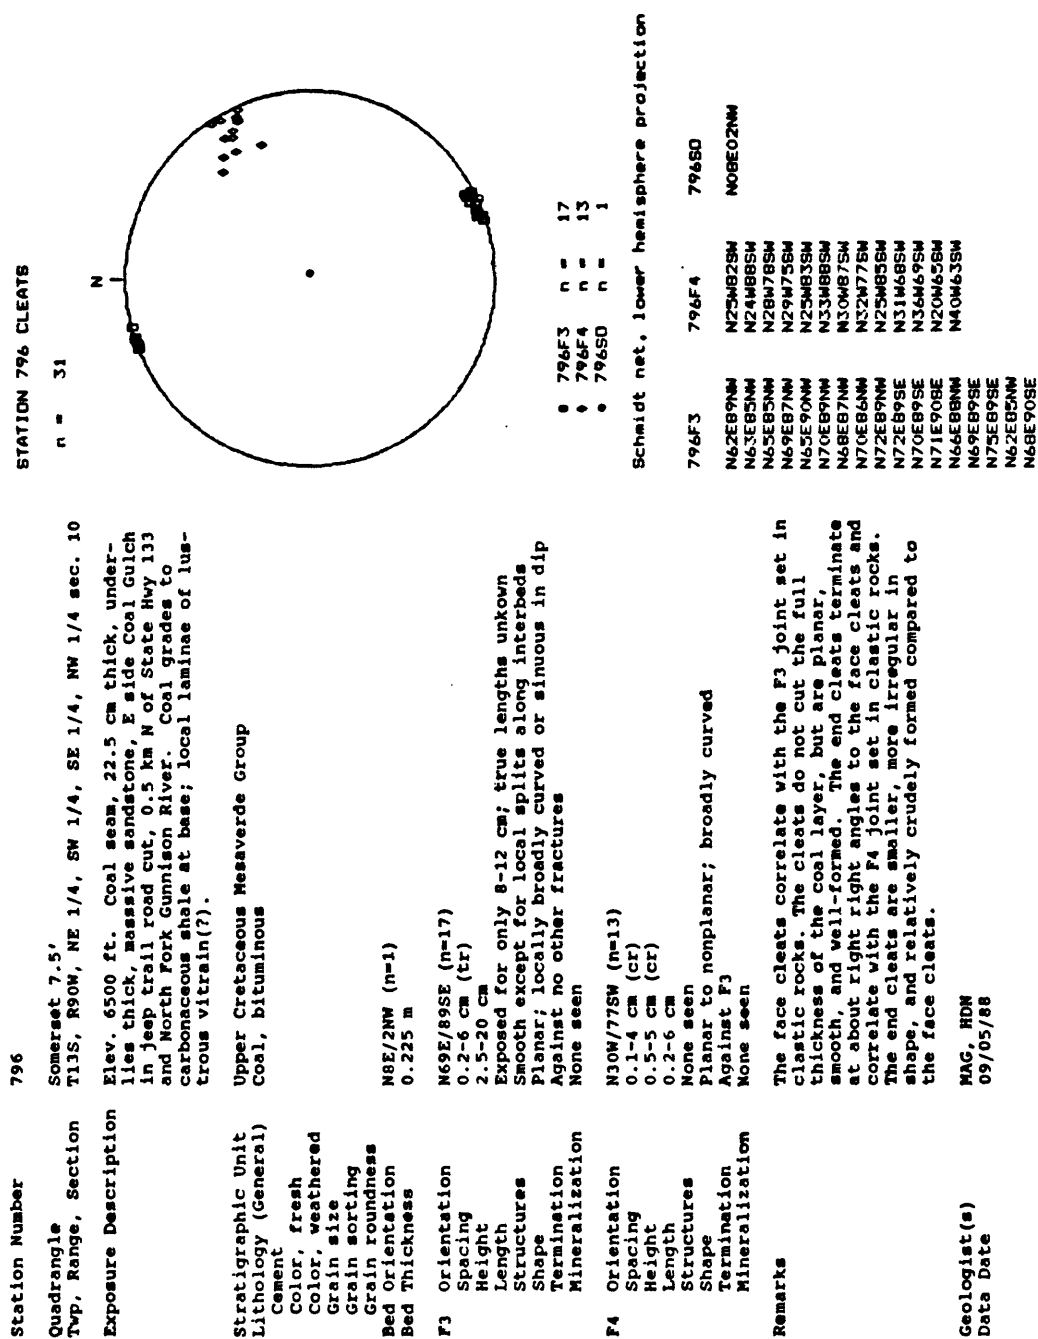 Station Number 796
Quadrangle Somerset 7.5'
Twp, Range, Section T13S, R90W, NE 1/4, SW 1/4, SE 1/4, NW 1/4 sec. 10
Exposure Description Elev. 6500 ft. Coal seam, 22.5 cm thick, under-
lies thick, masssive sandstone, E side Coal Gulch
in jeep trail road cut, 0.5 km N of State Hwy 133
and North Fork Gunnison River. Coal grades to
carbonaceous shale at base; local laminae of lus-
trous vitrain(?).
Stratigraphic Unit Upper Cretaceous Mesaverde Group
Lithology (General) Coal, bituminous
Cement
Color, fresh
Color, weathered
Grain size
Grain sorting
Grain roundness
Bed Orientation N8E/2NW (n=1)
Bed Thickness 0.225 m
F3 Orientation N69E/89SE (n=17)
Spacing 0.2-6 cm (tr)
Height 2.5-20 cm
Length Exposed for only 8-12 cm; true lengths unkown
Structures Smooth except for local splits along interbeds
Shape Planar; locally broadly curved or sinuous in dip
Termination Against no other fractures
Mineralization None seen
F4 Orientation N30W/77SW (n=13)
Spacing 0.1-4 cm (cr)
Height 0.5-5 cm (cr)
Length 0.2-6 cm
Structures None seen
Shape Planar to nonplanar; broadly curved
Termination Against F3
Mineralization None seen
Remarks The face cleats correlate with the F3 joint set in
clastic rocks. The cleats do not cut the full
thickness of the coal layer, but are planar,
smooth, and well-formed. The end cleats terminate
at about right right angles to the face cleats and
correlate with the F4 joint set in clastic rocks.
The end cleats are smaller, more irregular in
shape, and relatively crudely formed compared to
the face cleats.
Geologist(s) MAG, HDN
Data Date 09/05/88
STATION 796 CLEATS
n = 31
N
796F3 n = 17
796F4 n = 13
796S0 n = 1
Schmidt net, lower hemisphere projection
796F3 796F4 796S0
N62E89NW N25W82SW N08E02NW
N63E85NW N24W88SW
N65E85NW N28W78SW
N69E87NW N29W75SW
N65E90NW N25W83SW
N70E89NW N33W88SW
N68E87NW N30W87SW
N70E86NW N32W77SW
N72E89NW N25W85SW
N72E89SE N31W68SW
N70E89SE N36W69SW
N71E90SE N20W65SW
N66E88NW N40W63SW
N69E89SE
N75E89SE
N62E85NW
N68E90SE